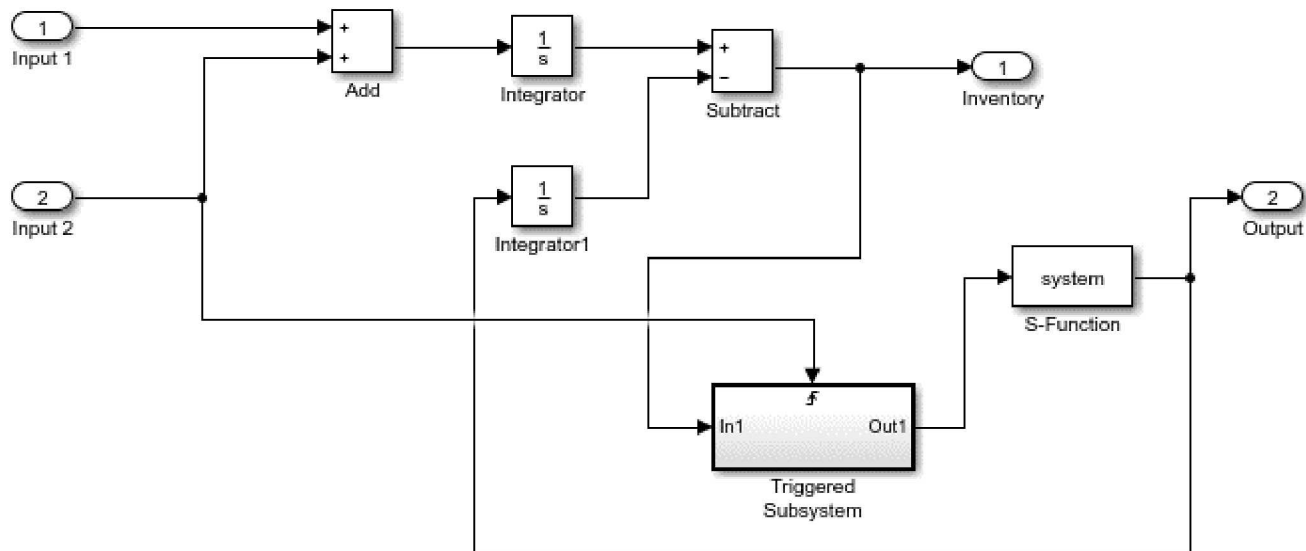 1
Input 1
+
+
Add
1
s
Integrator
+
−
Subtract
1
Inventory
2
Input 2
1
s
Integrator1
2
Output
system
S-Function
In1
Out1
Triggered
Subsystem